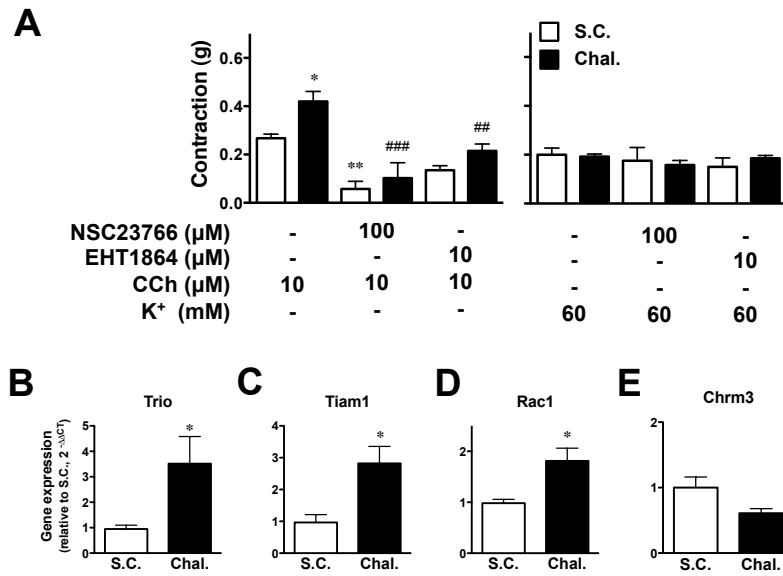 A
S.C.
Chal.
Contraction (g)
0.6
0.4
0.2
0.0
*
**
###
##
NSC23766 (μM) - 100 - - 100 -
EHT1864 (μM) - - 10 - - 10
CCh (μM) 10 10 10 - - -
K+ (mM) - - - 60 60 60
B C D E
Trio Tiam1 Rac1 Chrm3
Gene expression
(relative to S.C., 2 -ΔΔCT)
5
4
3
2
1
0
*
S.C. Chal.
4
3
2
1
0
*
S.C. Chal.
2
1
0
*
S.C. Chal.
2
1
0
S.C. Chal.